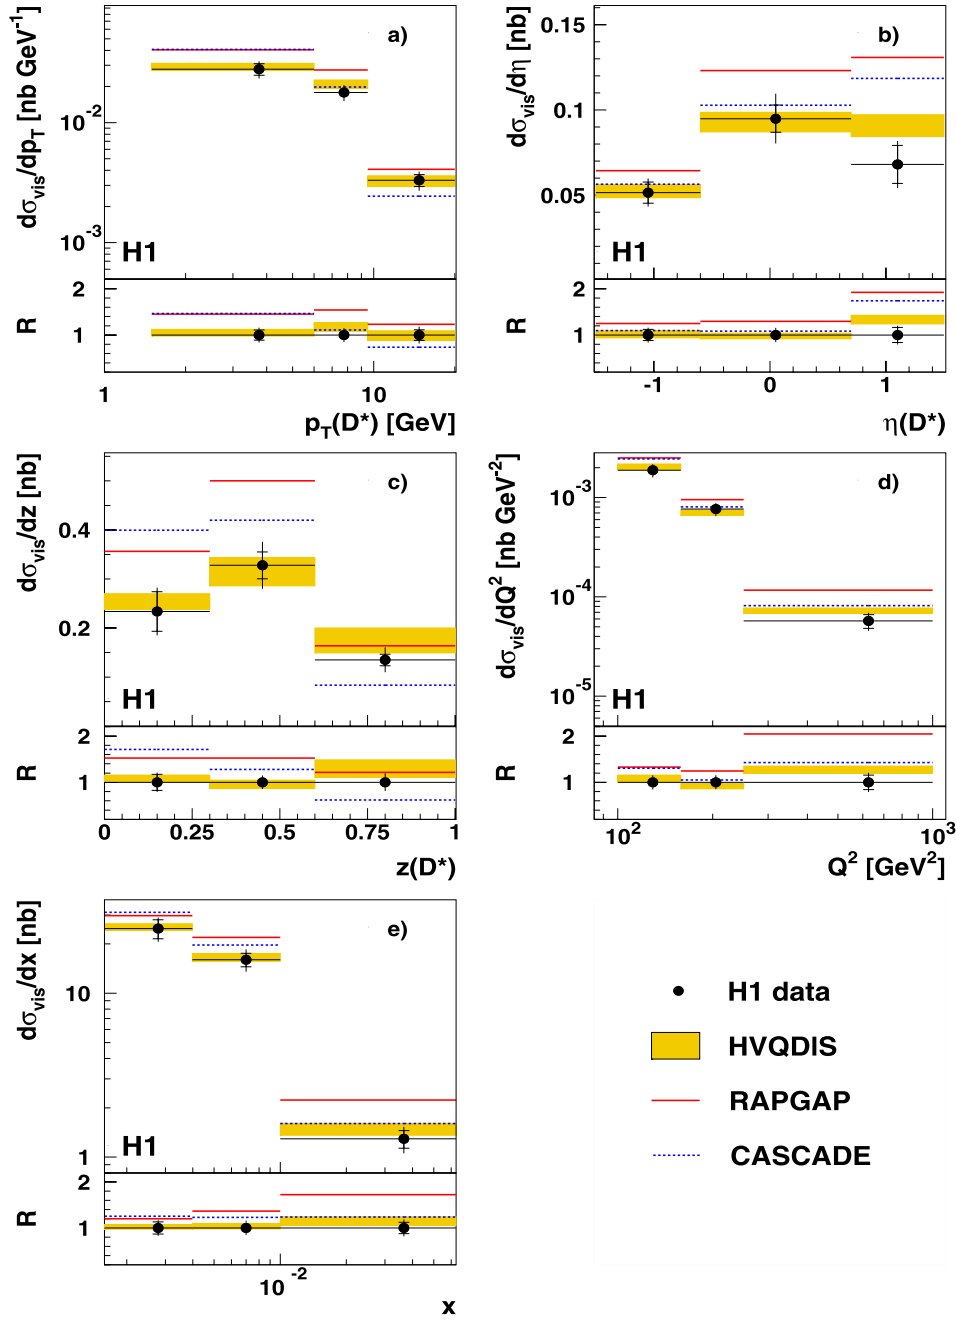 dσvis/dpT [nb GeV-1]
a)
10-2
10-3
H1
R
2
1
1
10
pT(D*) [GeV]
dσvis/dη [nb]
b)
0.15
0.1
0.05
H1
R
2
1
-1
0
1
η(D*)
dσvis/dz [nb]
c)
0.4
0.2
H1
R
2
1
0
0.25
0.5
0.75
1
z(D*)
dσvis/dQ2 [nb GeV-2]
d)
10-3
10-4
10-5
H1
R
2
1
102
103
Q2 [GeV2]
dσvis/dx [nb]
e)
10
1
H1
R
2
1
10-2
x
H1 data
HVQDIS
RAPGAP
CASCADE